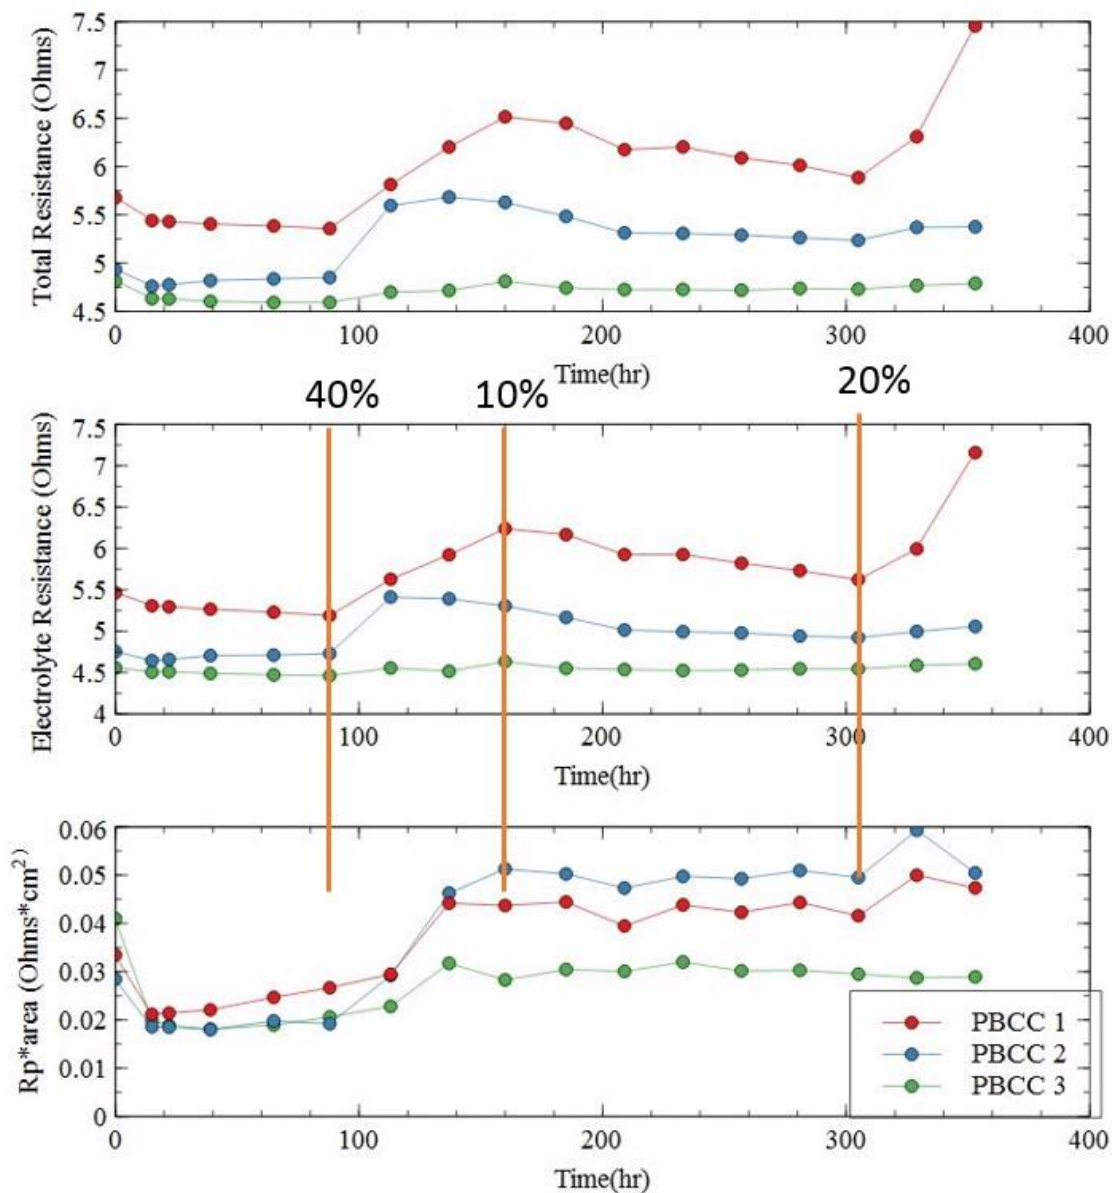 7.5
7
6.5
6
5.5
5
4.5
Total Resistance (Ohms)
0 100 200 300 400
Time(hr)
40% 10% 20%
7.5
7
6.5
6
5.5
5
4.5
4
Electrolyte Resistance (Ohms)
0 100 200 300 400
Time(hr)
0.06
0.05
0.04
0.03
0.02
0.01
0
Rp*area (Ohms*cm²)
PBCC 1
PBCC 2
PBCC 3
0 100 200 300 400
Time(hr)